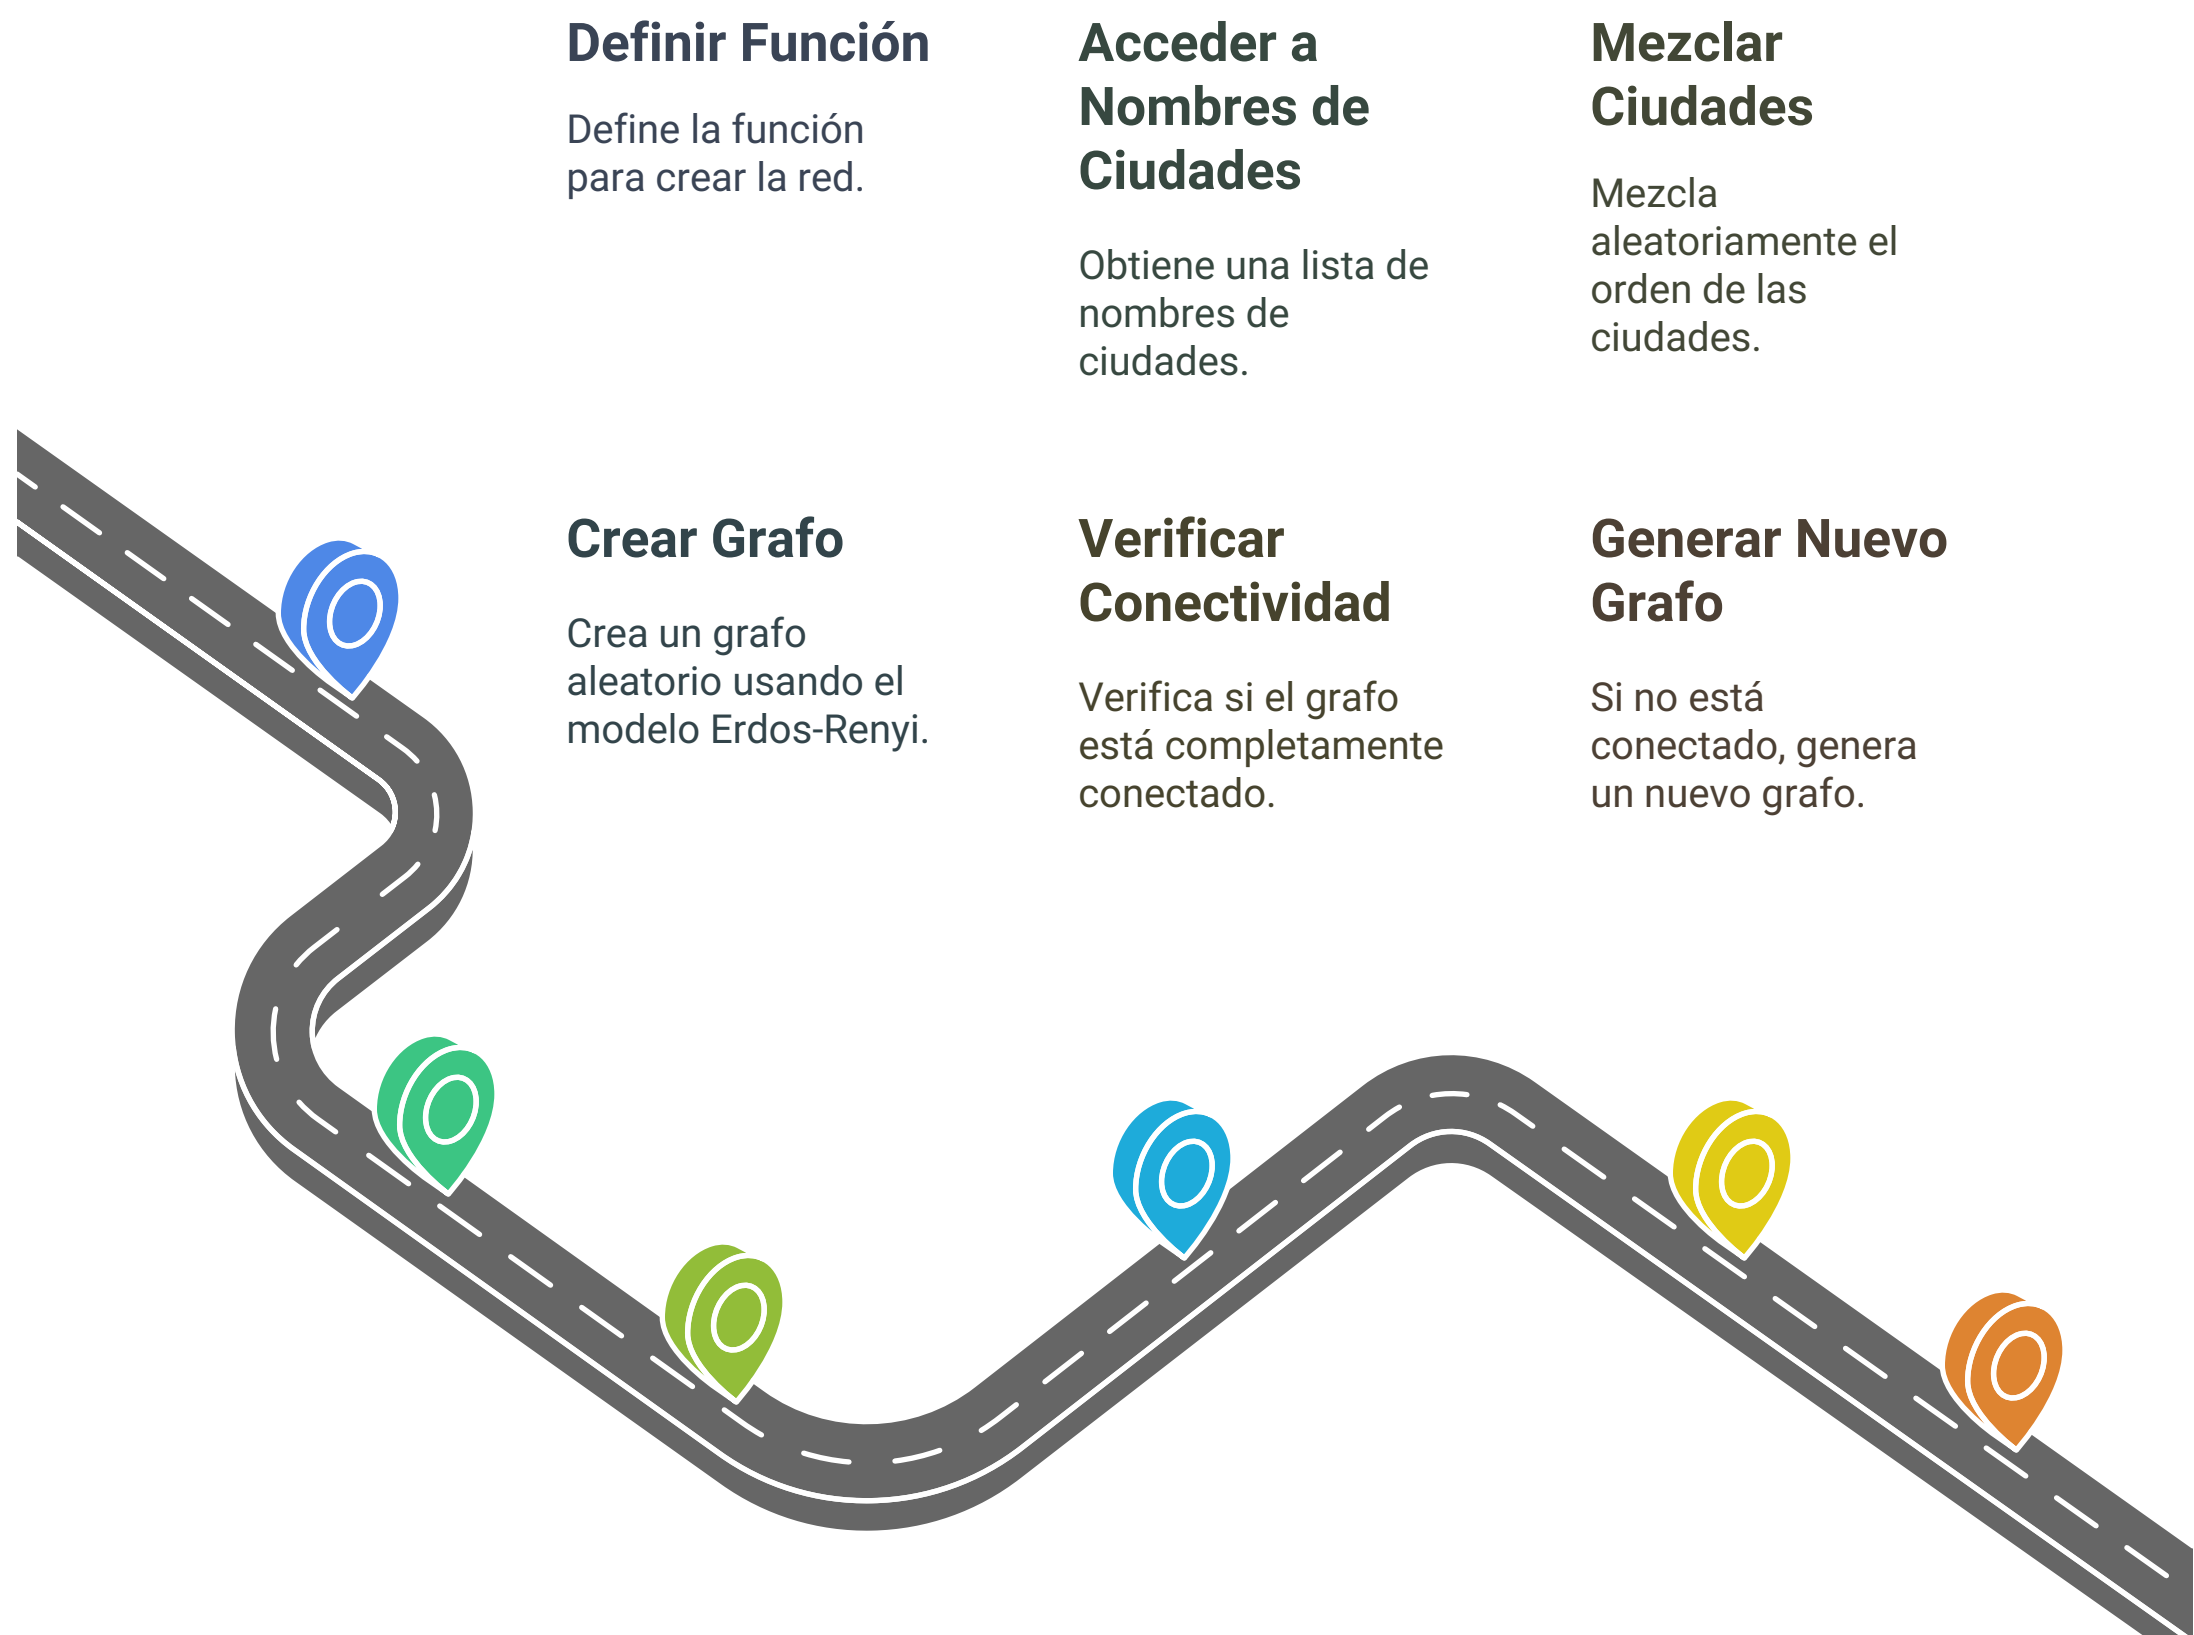 Definir Función
Define la función
para crear la red.
Acceder a
Nombres de
Ciudades
Obtiene una lista de
nombres de
ciudades.
Mezclar
Ciudades
Mezcla
aleatoriamente el
orden de las
ciudades.
Crear Grafo
Crea un grafo
aleatorio usando el
modelo Erdos-Renyi.
Verificar
Conectividad
Verifica si el grafo
está completamente
conectado.
Generar Nuevo
Grafo
Si no está
conectado, genera
un nuevo grafo.